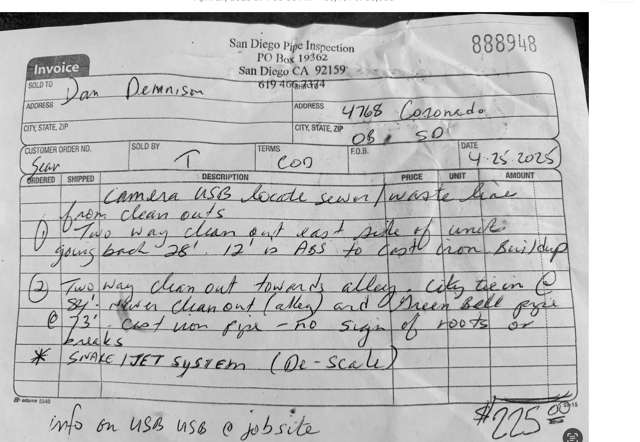 San Diego Pipe Inspection
PO Box 19362
San Diego CA 92159
619 466 7374
888948
Invoice
SOLD TO
Dan Dennison
ADDRESS
CITY, STATE, ZIP
ADDRESS
4768 Coronado
CITY, STATE, ZIP
OB, SD
CUSTOMER ORDER NO.
Sean
SOLD BY
T
TERMS
COD
F.O.B.
DATE
4-25-2025
ORDERED SHIPPED DESCRIPTION PRICE UNIT AMOUNT
Camera USB locate sewer/waste line
from clean outs
① Two way clean out east side of unit
going back 28'. 12' is ABS to Cast iron Buildup
② Two way clean out towards alley. city tie in @
84'. newer clean out (alley) and Green Bell pipe
@ 73'. Cast iron pipe - no sign of roots or
breaks
* SNAKE / JET SYSTEM (De-scale)
$225.00
info on USB USB @ jobsite